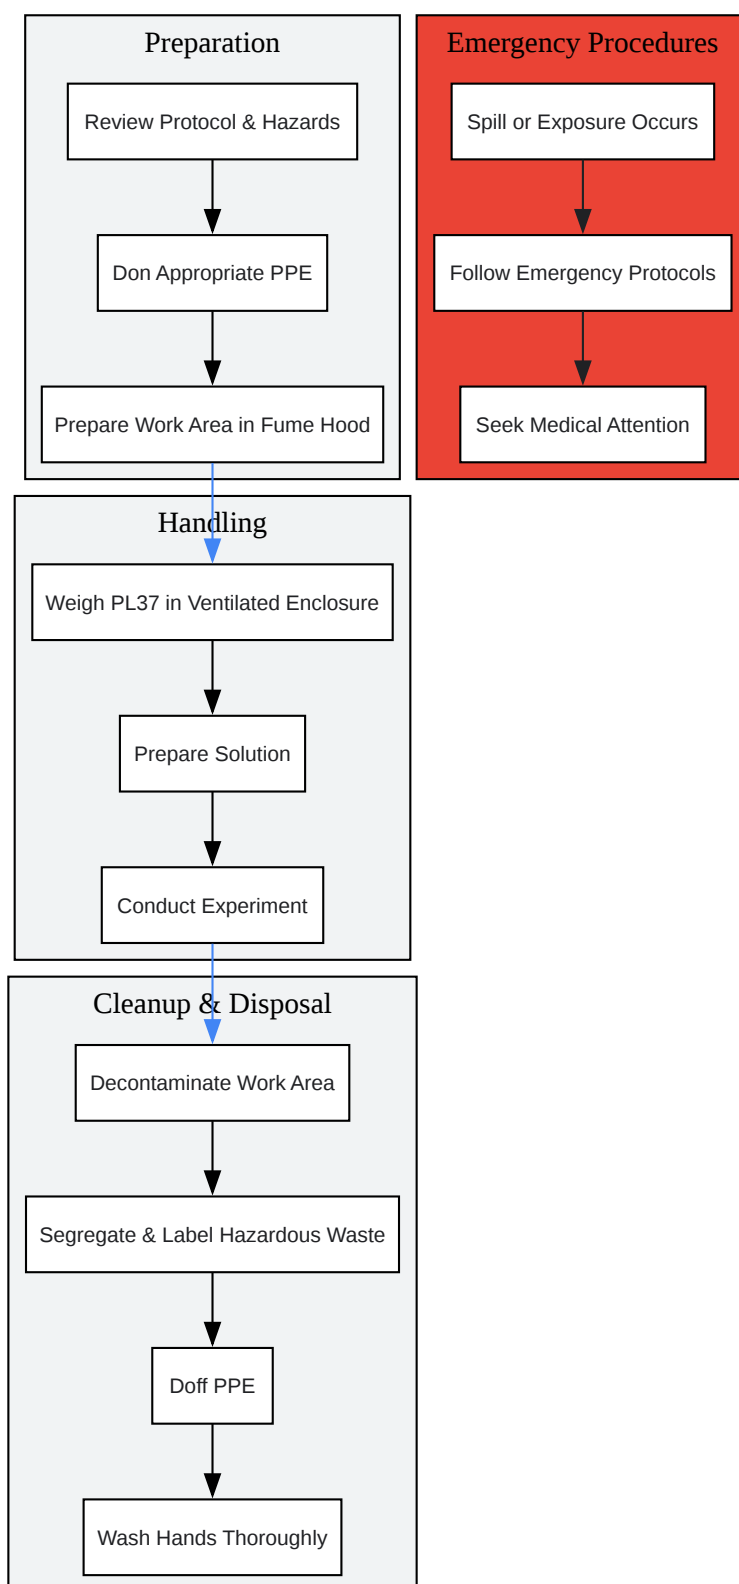 Preparation
Review Protocol & Hazards
Don Appropriate PPE
Prepare Work Area in Fume Hood
Emergency Procedures
Spill or Exposure Occurs
Follow Emergency Protocols
Seek Medical Attention
Handling
Weigh PL37 in Ventilated Enclosure
Prepare Solution
Conduct Experiment
Cleanup & Disposal
Decontaminate Work Area
Segregate & Label Hazardous Waste
Doff PPE
Wash Hands Thoroughly